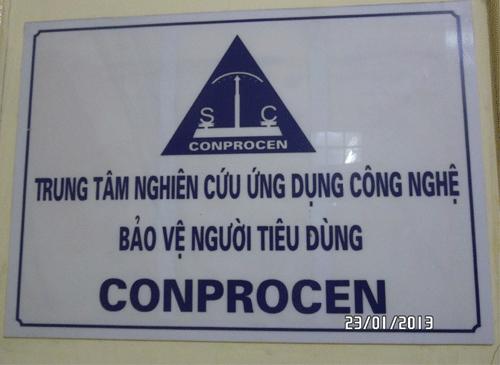 S C
CONPROCEN
TRUNG TÂM NGHIÊN CỨU ỨNG DỤNG CÔNG NGHỆ
BẢO VỆ NGƯỜI TIÊU DÙNG
CONPROCEN
23/01/2013